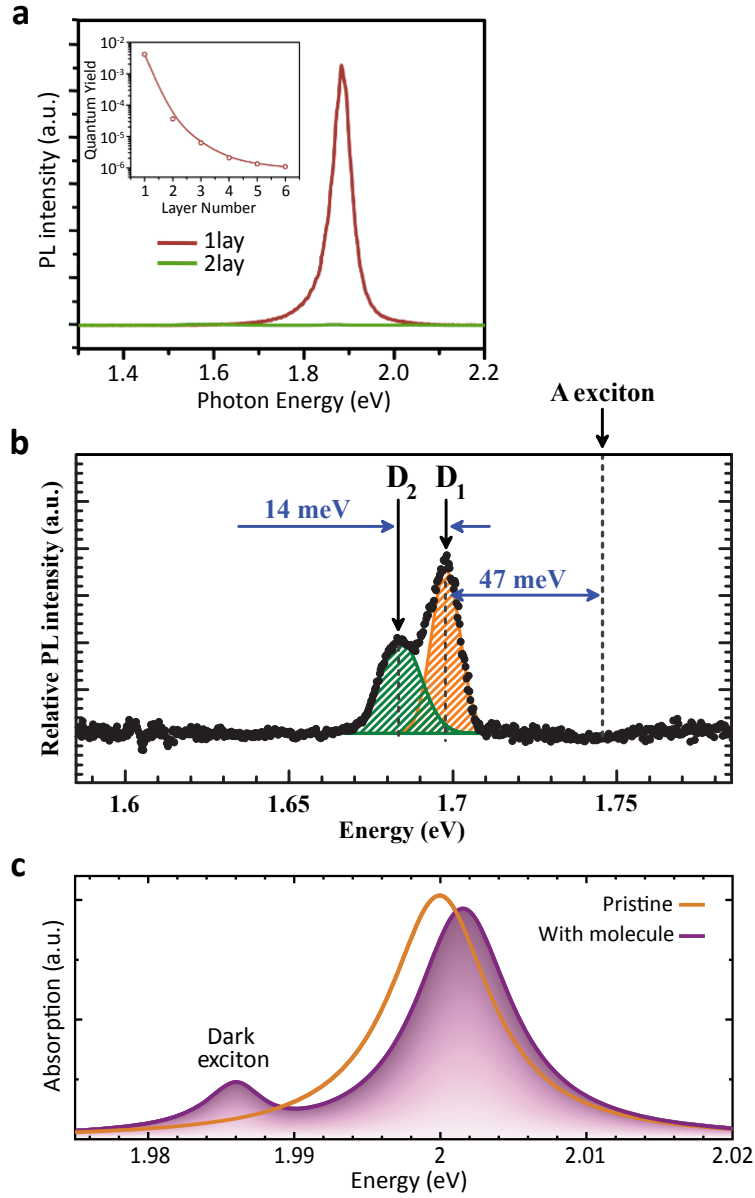 a
PL intensity (a.u.)
Quantum Yield
10⁻²
10⁻³
10⁻⁴
10⁻⁵
10⁻⁶
1 2 3 4 5 6
Layer Number
1lay
2lay
1.4 1.6 1.8 2.0 2.2
Photon Energy (eV)
A exciton
b
Relative PL intensity (a.u.)
D₂ D₁
14 meV
47 meV
1.6 1.65 1.7 1.75
Energy (eV)
c
Absorption (a.u.)
Pristine
With molecule
Dark
exciton
1.98 1.99 2 2.01 2.02
Energy (eV)